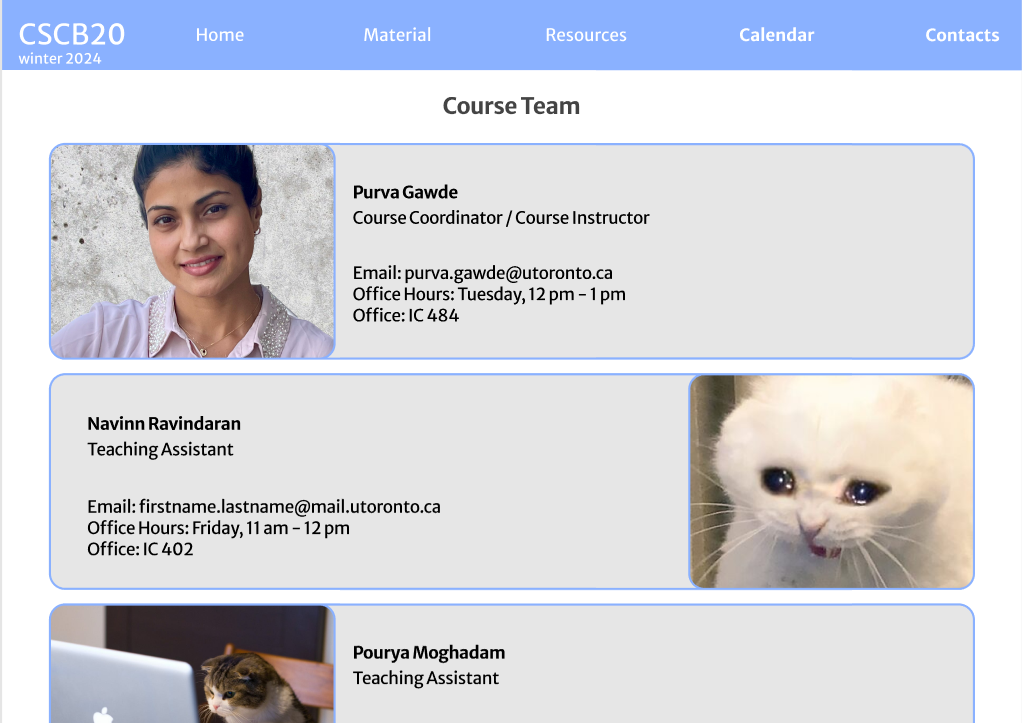 CSCB20
winter 2024
Home
Material
Resources
Calendar
Contacts
Course Team
Purva Gawde
Course Coordinator / Course Instructor
Email: purva.gawde@utoronto.ca
Office Hours: Tuesday, 12 pm - 1 pm
Office: IC 484
Navinn Ravindaran
Teaching Assistant
Email: firstname.lastname@mail.utoronto.ca
Office Hours: Friday, 11 am - 12 pm
Office: IC 402
Pourya Moghadam
Teaching Assistant